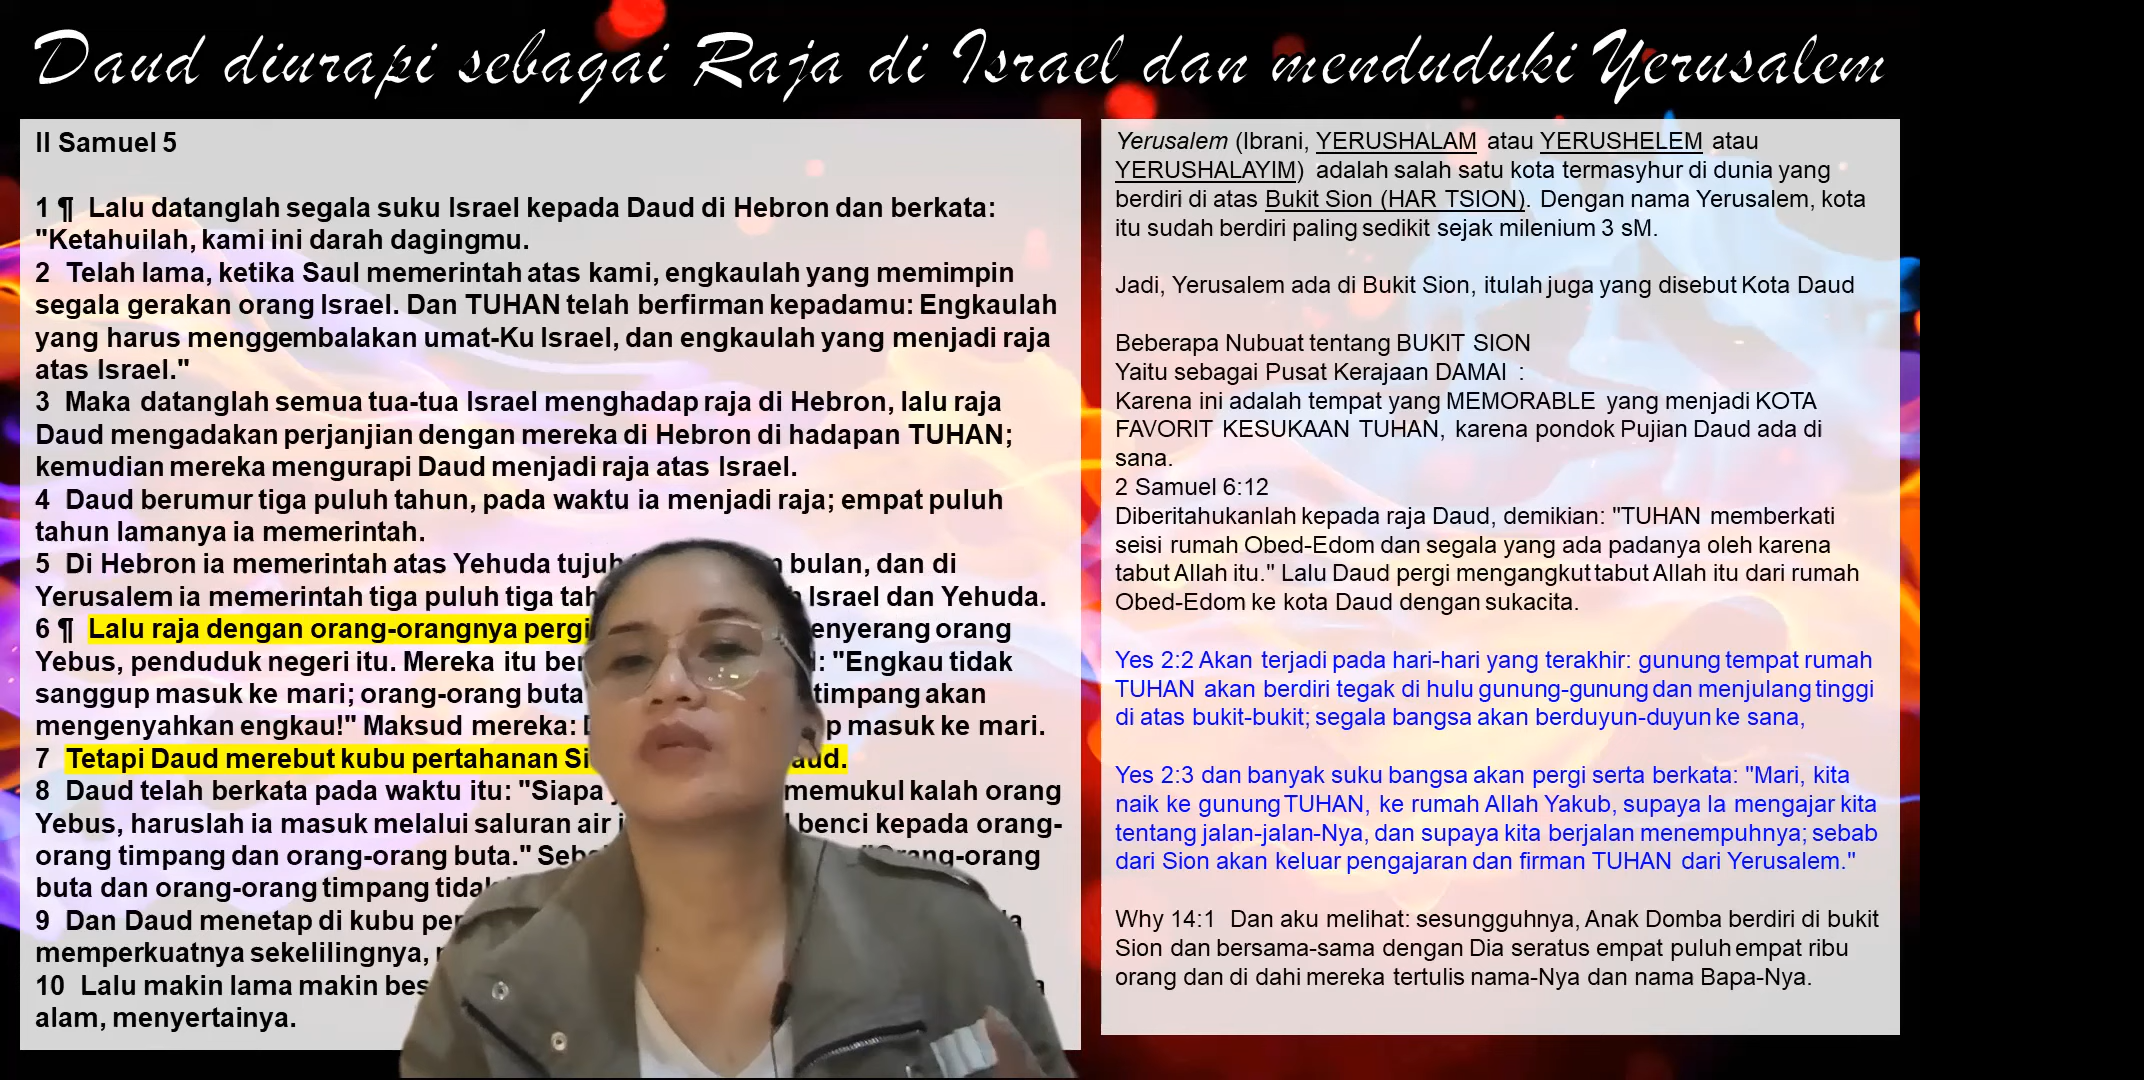 Daud diurapi sebagai Raja di Israel dan menduduki Yerusalem
II Samuel 5
1 ¶ Lalu datanglah segala suku Israel kepada Daud di Hebron dan berkata:
"Ketahuilah, kami ini darah dagingmu.
2 Telah lama, ketika Saul memerintah atas kami, engkaulah yang memimpin
segala gerakan orang Israel. Dan TUHAN telah berfirman kepadamu: Engkaulah
yang harus menggembalakan umat-Ku Israel, dan engkaulah yang menjadi raja
atas Israel."
3 Maka datanglah semua tua-tua Israel menghadap raja di Hebron, lalu raja
Daud mengadakan perjanjian dengan mereka di Hebron di hadapan TUHAN;
kemudian mereka mengurapi Daud menjadi raja atas Israel.
4 Daud berumur tiga puluh tahun, pada waktu ia menjadi raja; empat puluh
tahun lamanya ia memerintah.
5 Di Hebron ia memerintah atas Yehuda tujuh bulan, dan di
Yerusalem ia memerintah tiga puluh tiga Israel dan Yehuda.
6 ¶ Lalu raja dengan orang-orangnya pergi orang
Yebus, penduduk negeri itu. Mereka itu "Engkau tidak
sanggup masuk ke mari; orang-orang buta timpang akan
mengenyahkan engkau!" Maksud mereka: masuk ke mari.
7 Tetapi Daud merebut kubu pertahanan
8 Daud telah berkata pada waktu itu: "Siapa memukul kalah orang
Yebus, haruslah ia masuk melalui saluran air benci kepada orang-
orang timpang dan orang-orang buta." "Orang-orang
buta dan orang-orang timpang
9 Dan Daud menetap di kubu
memperkuatnya sekelilingnya,
10 Lalu makin lama makin
alam, menyertainya.
Yerusalem (Ibrani, YERUSHALAM atau YERUSHELEM atau
YERUSHALAYIM) adalah salah satu kota termasyhur di dunia yang
berdiri di atas Bukit Sion (HAR TSION). Dengan nama Yerusalem, kota
itu sudah berdiri paling sedikit sejak milenium 3 sM.
Jadi, Yerusalem ada di Bukit Sion, itulah juga yang disebut Kota Daud
Beberapa Nubuat tentang BUKIT SION
Yaitu sebagai Pusat Kerajaan DAMAI :
Karena ini adalah tempat yang MEMORABLE yang menjadi KOTA
FAVORIT KESUKAAN TUHAN, karena pondok Pujian Daud ada di
sana.
2 Samuel 6:12
Diberitahukanlah kepada raja Daud, demikian: "TUHAN memberkati
seisi rumah Obed-Edom dan segala yang ada padanya oleh karena
tabut Allah itu." Lalu Daud pergi mengangkut tabut Allah itu dari rumah
Obed-Edom ke kota Daud dengan sukacita.
Yes 2:2 Akan terjadi pada hari-hari yang terakhir: gunung tempat rumah
TUHAN akan berdiri tegak di hulu gunung-gunung dan menjulang tinggi
di atas bukit-bukit; segala bangsa akan berduyun-duyun ke sana,
Yes 2:3 dan banyak suku bangsa akan pergi serta berkata: "Mari, kita
naik ke gunung TUHAN, ke rumah Allah Yakub, supaya Ia mengajar kita
tentang jalan-jalan-Nya, dan supaya kita berjalan menempuhnya; sebab
dari Sion akan keluar pengajaran dan firman TUHAN dari Yerusalem."
Why 14:1 Dan aku melihat: sesungguhnya, Anak Domba berdiri di bukit
Sion dan bersama-sama dengan Dia seratus empat puluh empat ribu
orang dan di dahi mereka tertulis nama-Nya dan nama Bapa-Nya.